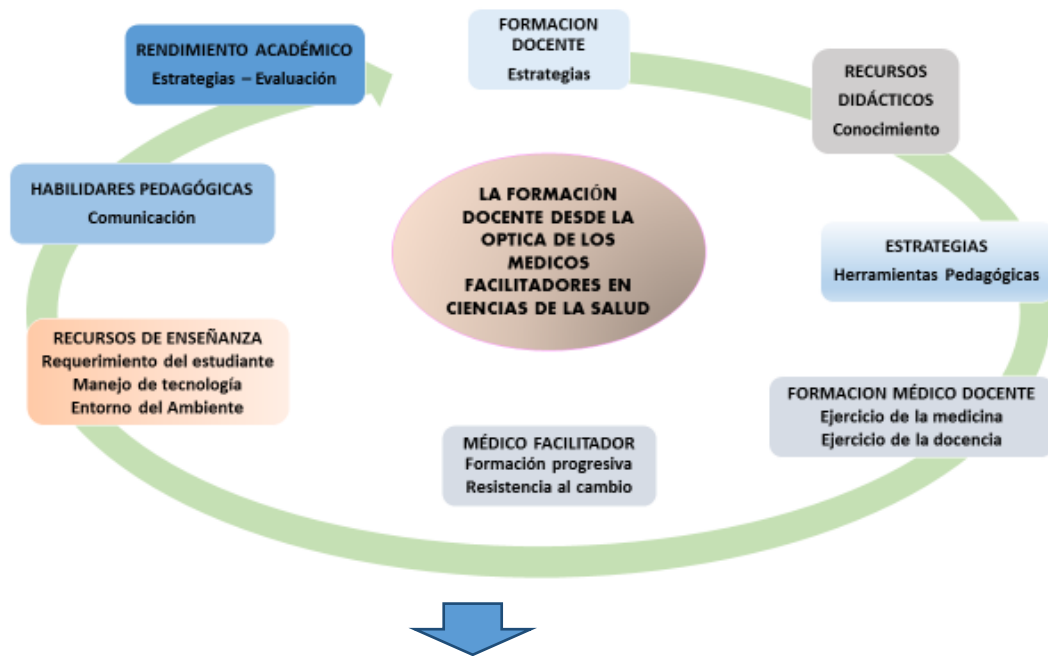 FORMACION
DOCENTE
Estrategias
RENDIMIENTO ACADÉMICO
Estrategias – Evaluación
RECURSOS
DIDÁCTICOS
Conocimiento
HABILIDARES PEDAGÓGICAS
Comunicación
LA FORMACIÓN
DOCENTE DESDE LA
OPTICA DE LOS
MEDICOS
FACILITADORES EN
CIENCIAS DE LA SALUD
ESTRATEGIAS
Herramientas Pedagógicas
RECURSOS DE ENSEÑANZA
Requerimiento del estudiante
Manejo de tecnología
Entorno del Ambiente
FORMACION MÉDICO DOCENTE
Ejercicio de la medicina
Ejercicio de la docencia
MÉDICO FACILITADOR
Formación progresiva
Resistencia al cambio